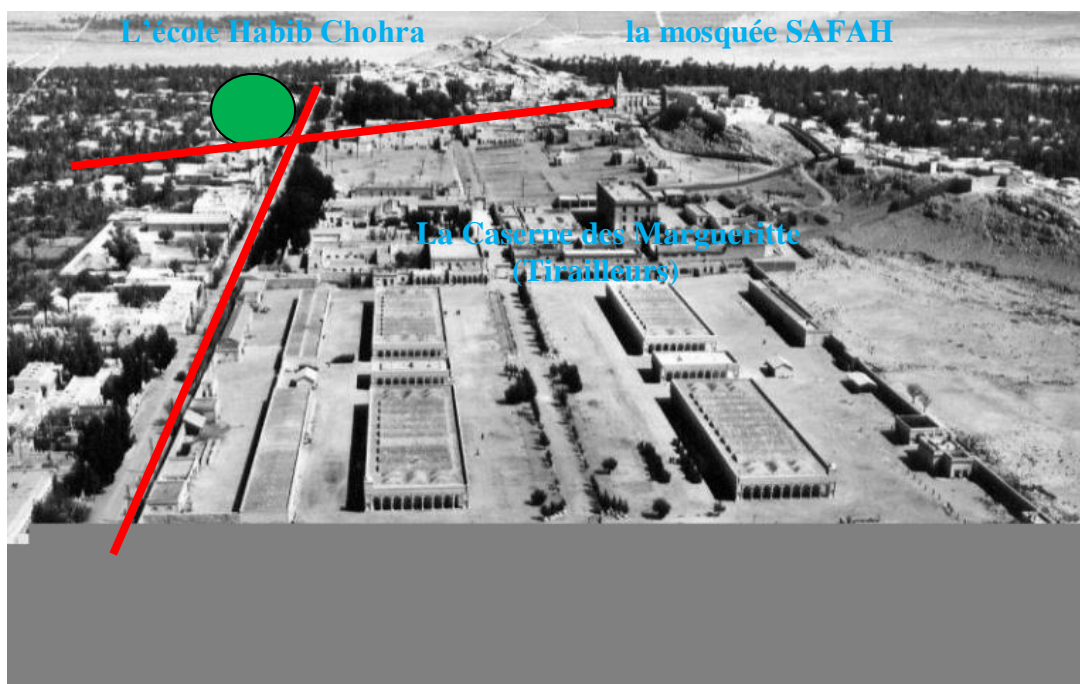 L'école Habib Chohra
la mosquée SAFAH
La Caserne des Margueritte
(Tirailleurs)